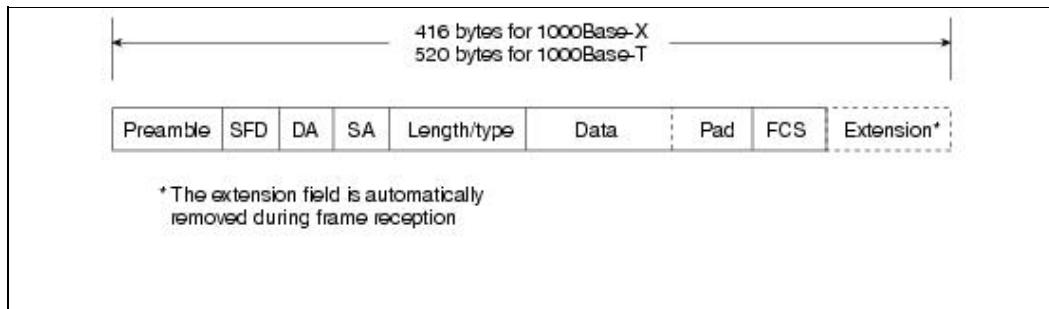 416 bytes for 1000Base-X
520 bytes for 1000Base-T
Preamble SFD DA SA Length/type Data Pad FCS Extension*
* The extension field is automatically
removed during frame reception